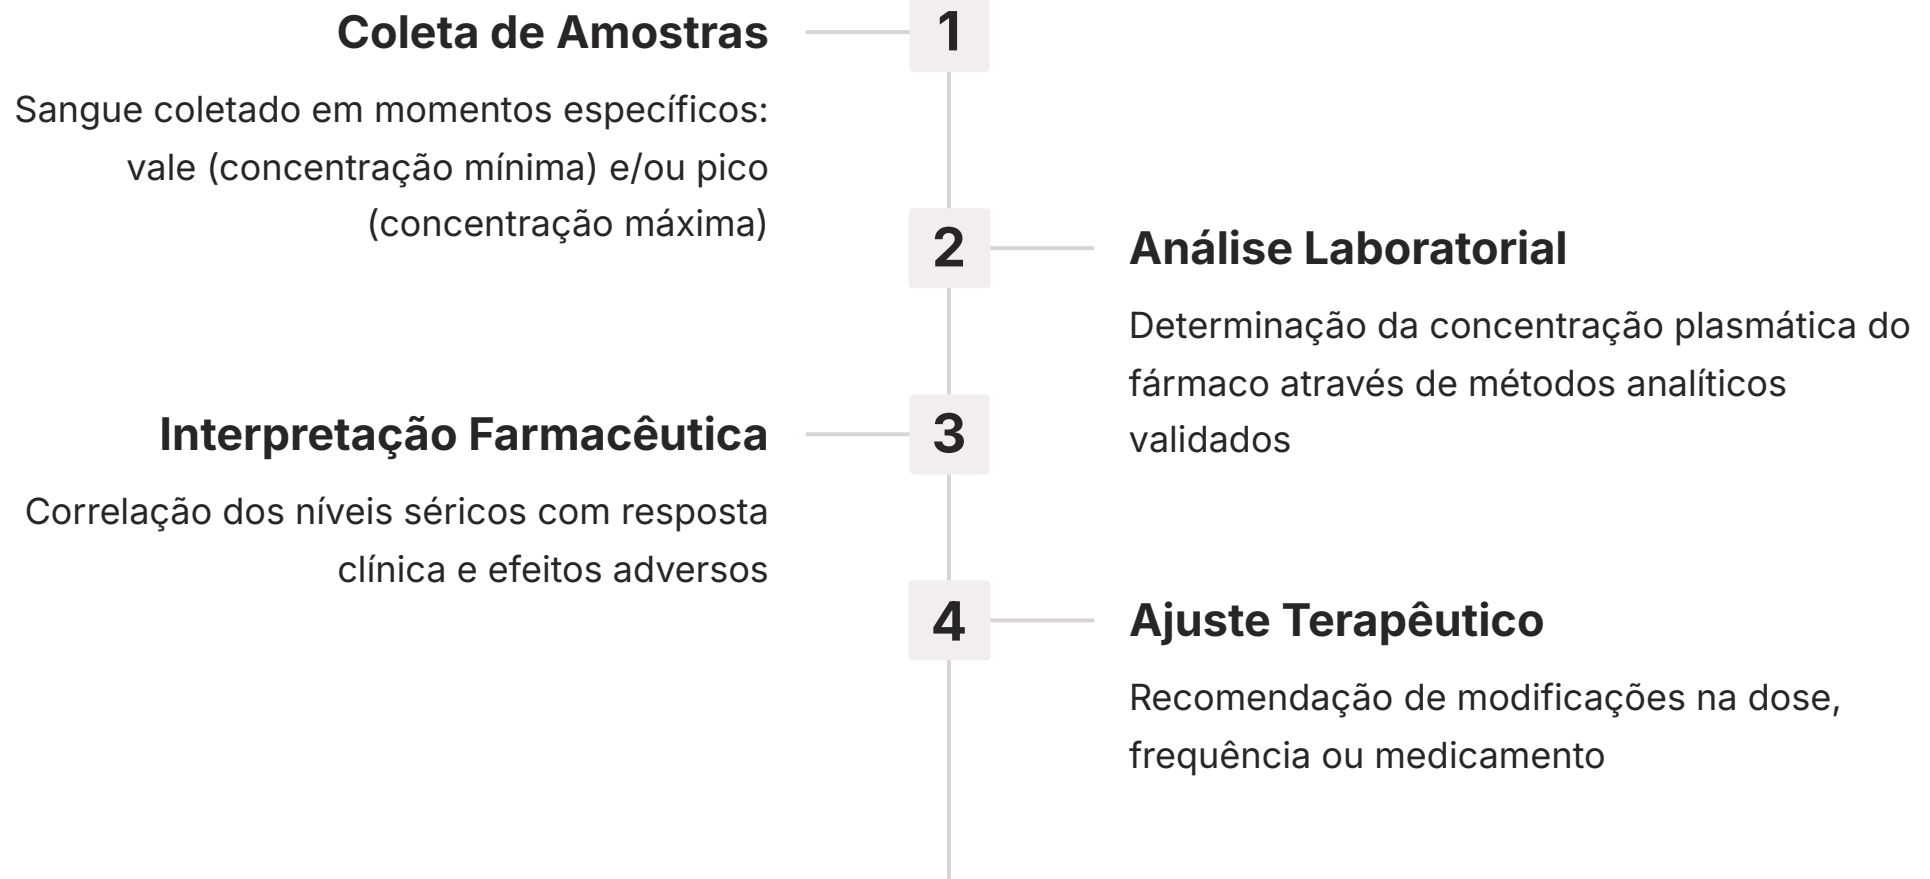 Coleta de Amostras
1
Sangue coletado em momentos específicos:
vale (concentração mínima) e/ou pico
(concentração máxima)
2
Análise Laboratorial
Determinação da concentração plasmática do
fármaco através de métodos analíticos
validados
Interpretação Farmacêutica
3
Correlação dos níveis séricos com resposta
clínica e efeitos adversos
4
Ajuste Terapêutico
Recomendação de modificações na dose,
frequência ou medicamento